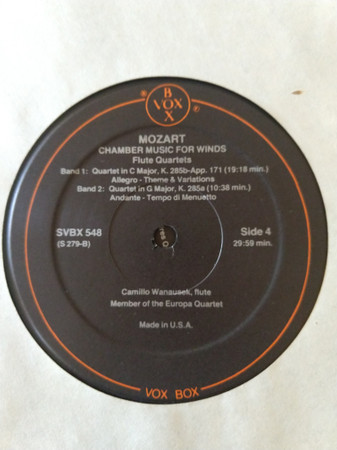 ® B ®
VOX
X
MOZART
CHAMBER MUSIC FOR WINDS
Flute Quartets
Band 1: Quartet in C Major, K. 285b-App. 171 (19:18 min.)
Allegro - Theme & Variations
Band 2: Quartet in G Major, K. 285a (10:38 min.)
Andante - Tempo di Menuetto
SVBX 548 Side 4
(S 279-B) 29:59 min.
Camillo Wanausek, flute
Member of the Europa Quartet
Made in U.S.A.
VOX BOX